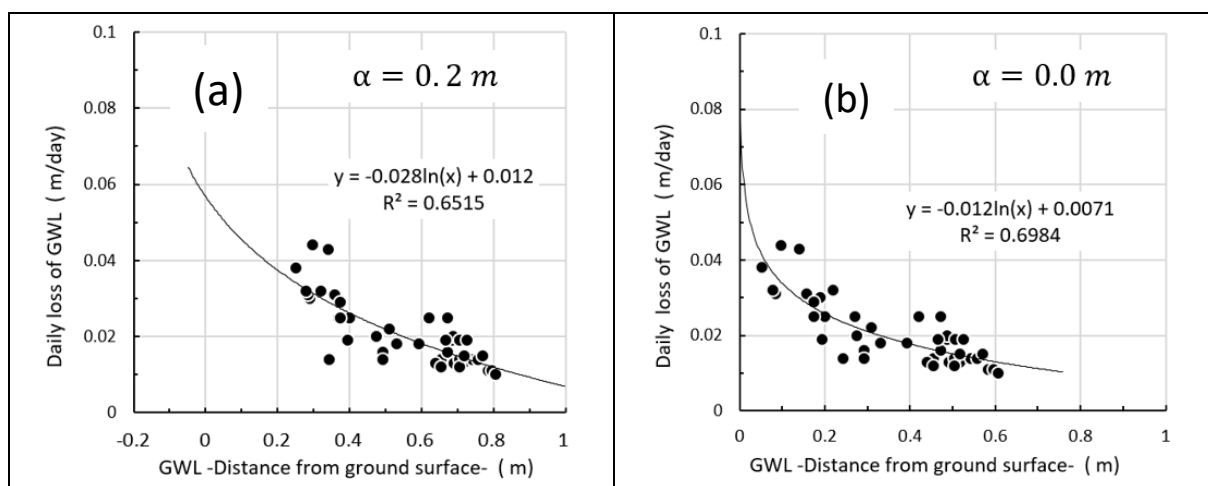 (a)
α = 0.2 m
y = -0.028ln(x) + 0.012
R² = 0.6515
Daily loss of GWL ( m/day)
0.1
0.08
0.06
0.04
0.02
0
-0.2 0 0.2 0.4 0.6 0.8 1
GWL -Distance from ground surface- ( m)
(b)
α = 0.0 m
y = -0.012ln(x) + 0.0071
R² = 0.6984
Daily loss of GWL ( m/day)
0.1
0.08
0.06
0.04
0.02
0
0 0.2 0.4 0.6 0.8 1
GWL -Distance from ground surface- ( m)